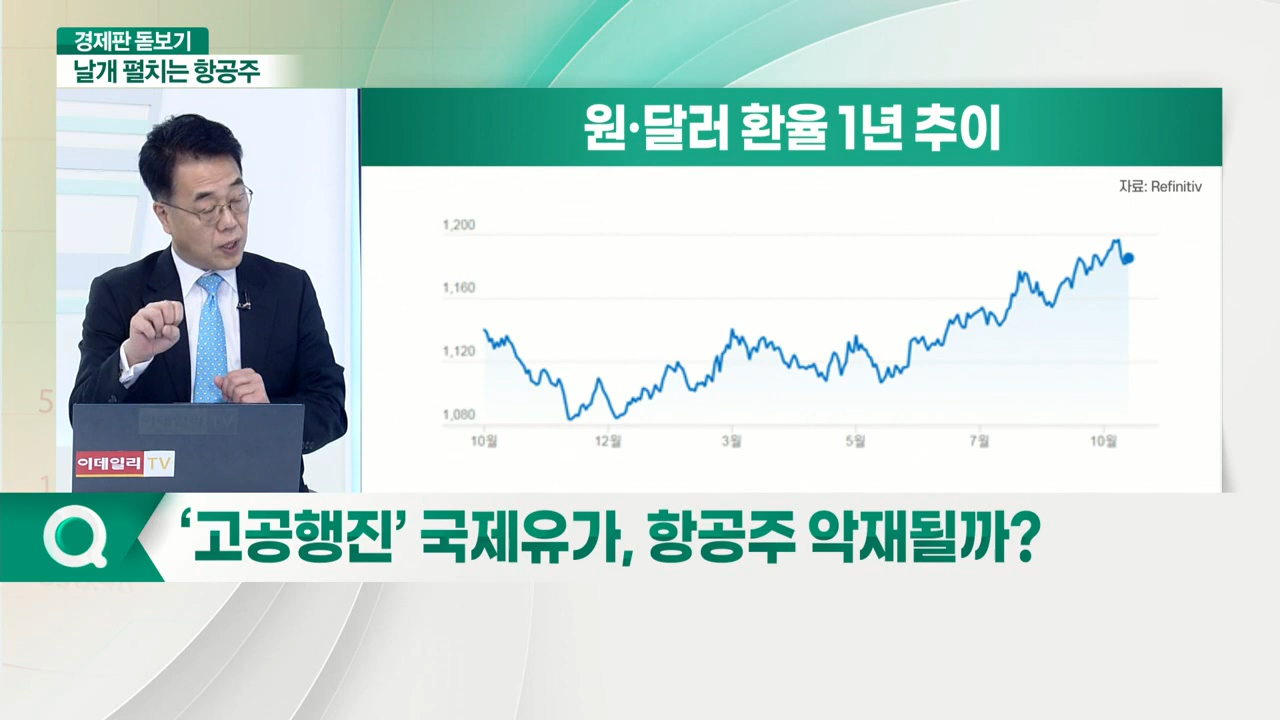 경제판 돋보기
날개 펼치는 항공주
원·달러 환율 1년 추이
자료: Refinitiv
1,200
1,160
1,120
1,080
10월 12월 3월 5월 7월 10월
이데일리 TV
‘고공행진’ 국제유가, 항공주 악재될까?